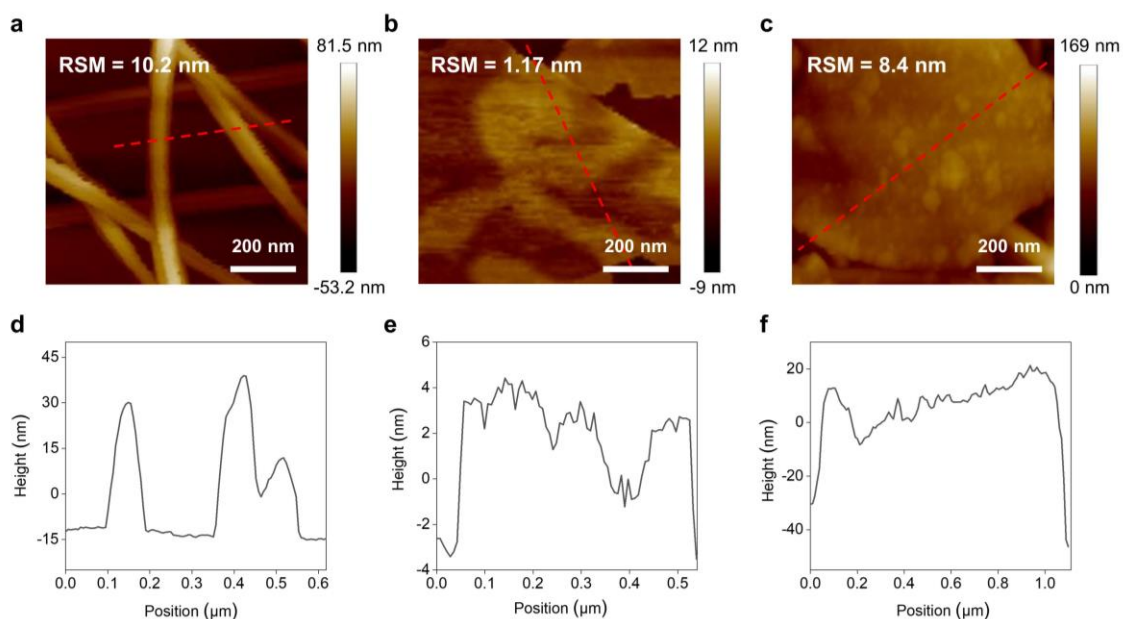 a
81.5 nm
RSM = 10.2 nm
200 nm
-53.2 nm
b
12 nm
RSM = 1.17 nm
200 nm
-9 nm
c
169 nm
RSM = 8.4 nm
200 nm
0 nm
d
45
30
15
0
-15
Height (nm)
0.0 0.1 0.2 0.3 0.4 0.5 0.6
Position (μm)
e
6
4
2
0
-2
-4
Height (nm)
0.0 0.1 0.2 0.3 0.4 0.5
Position (μm)
f
20
0
-20
-40
Height (nm)
0.0 0.2 0.4 0.6 0.8 1.0
Position (μm)